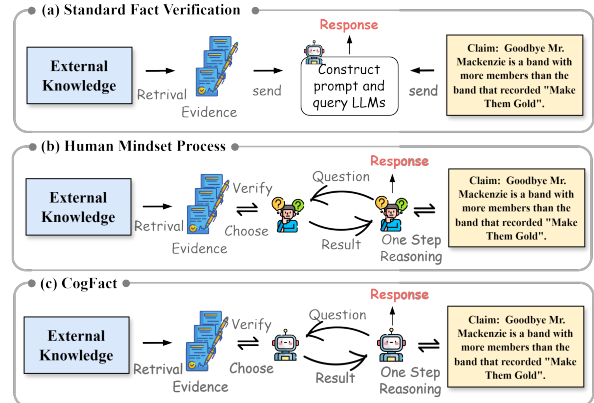 (a) Standard Fact Verification
Response
External
Knowledge
Retrival
Evidence
send
Construct
prompt and
query LLMs
send
Claim: Goodbye Mr.
Mackenzie is a band with
more members than the
band that recorded "Make
Them Gold".
(b) Human Mindset Process
Response
External
Knowledge
Retrival
Evidence
Verify
Choose
Question
Result
One Step
Reasoning
Claim: Goodbye Mr.
Mackenzie is a band with
more members than the
band that recorded "Make
Them Gold".
(c) CogFact
Response
External
Knowledge
Retrival
Evidence
Verify
Choose
Question
Result
One Step
Reasoning
Claim: Goodbye Mr.
Mackenzie is a band with
more members than the
band that recorded "Make
Them Gold".